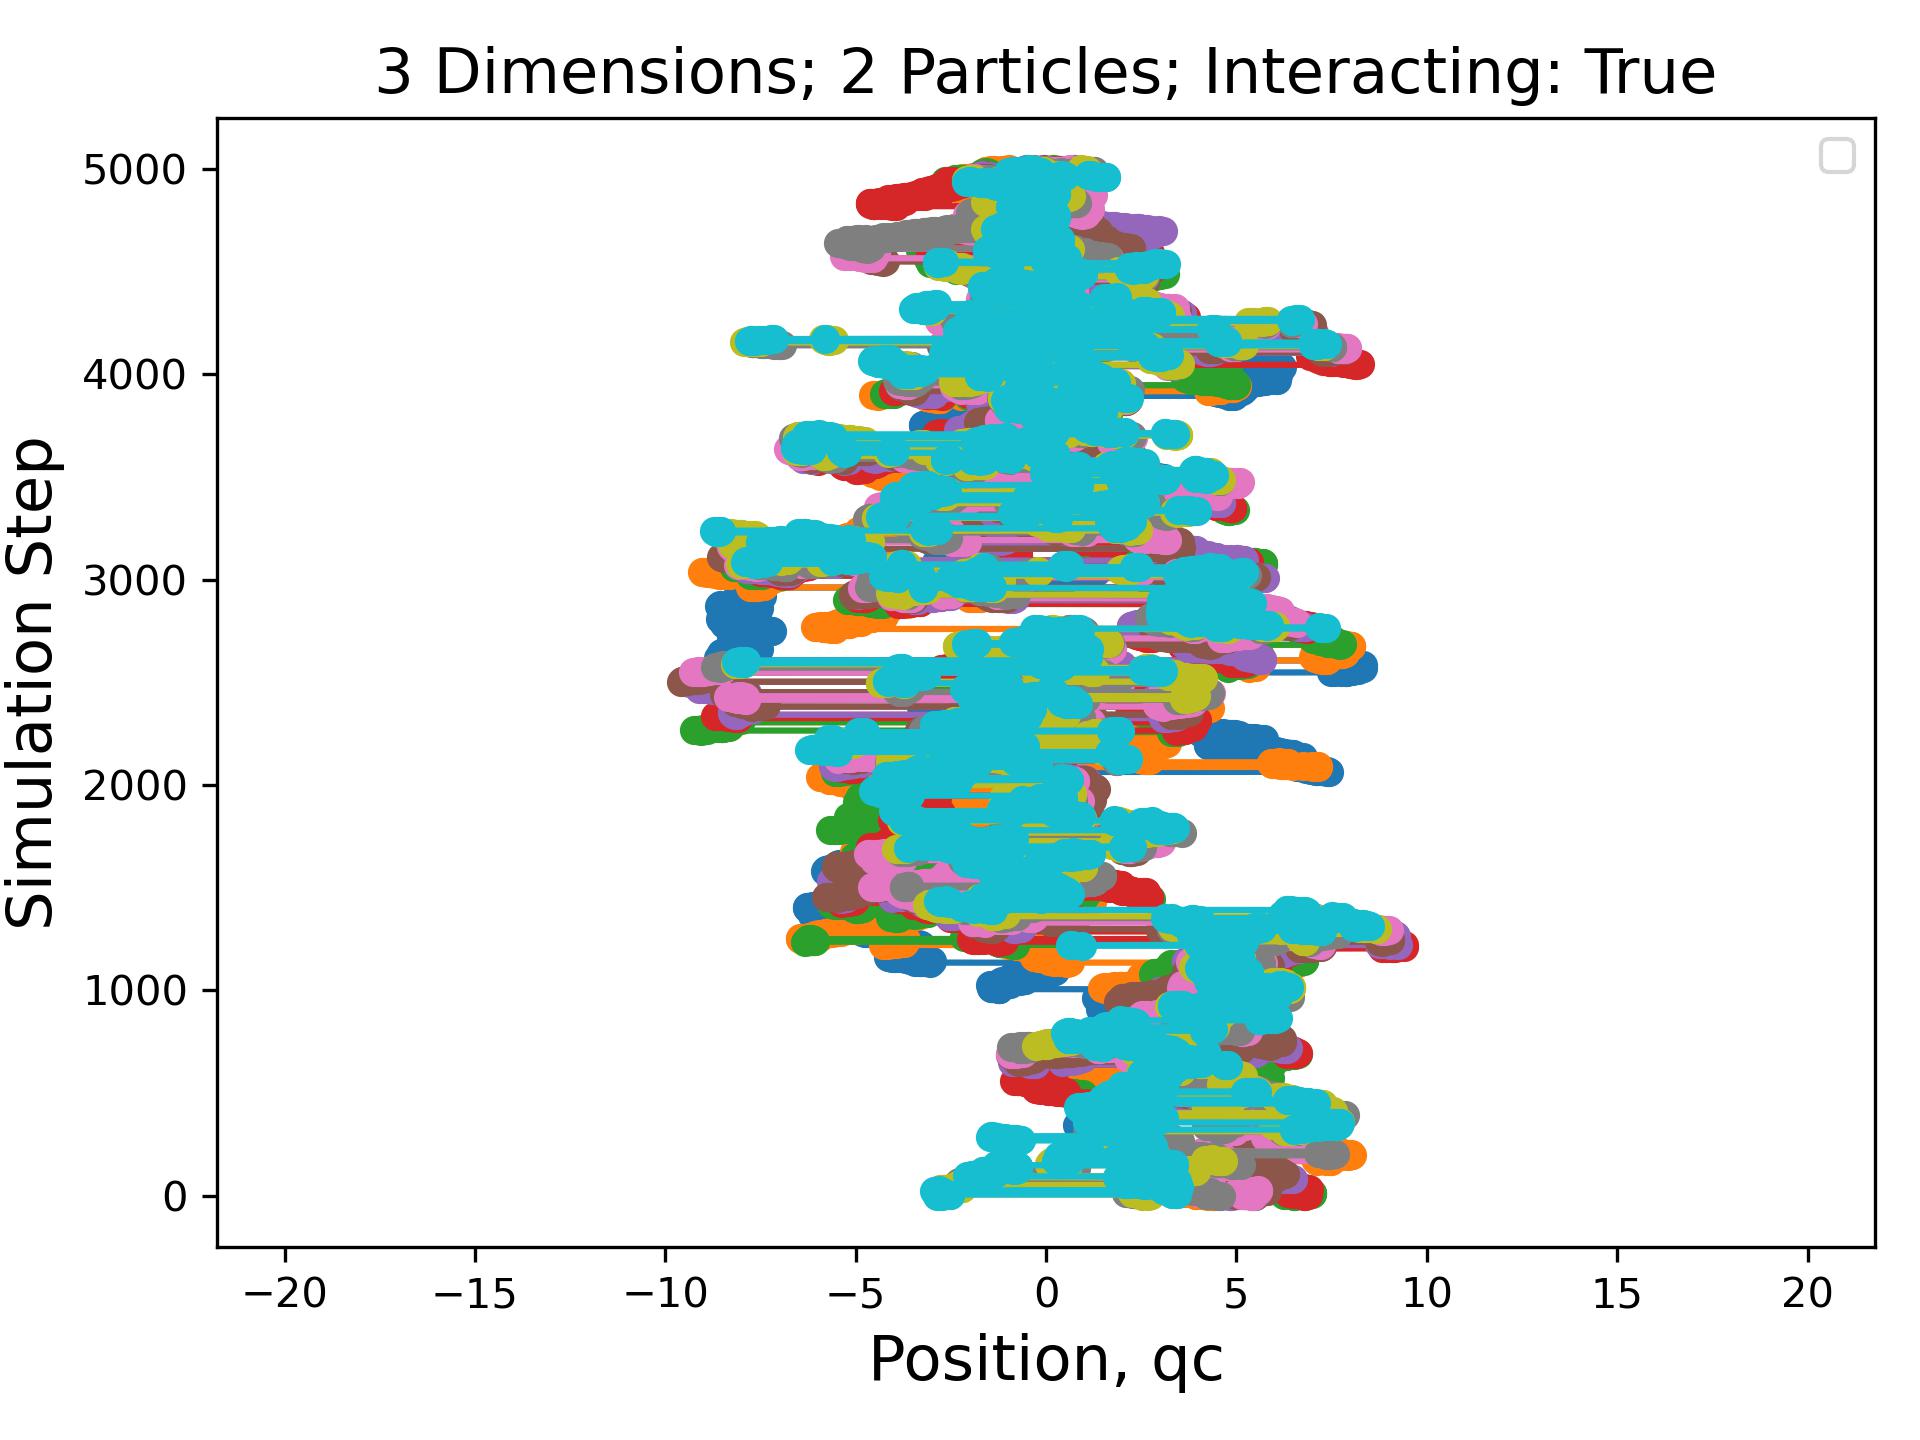 3 Dimensions; 2 Particles; Interacting: True
5000
4000
3000
2000
1000
0
Simulation Step
−20 −15 −10 −5 0 5 10 15 20
Position, qc